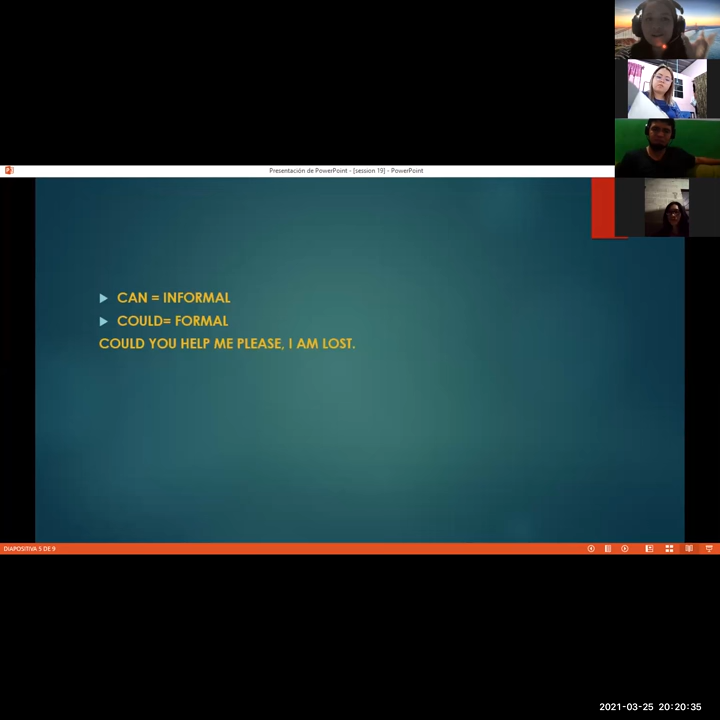 Presentación de PowerPoint - [session 19] - PowerPoint
CAN = INFORMAL
COULD= FORMAL
COULD YOU HELP ME PLEASE, I AM LOST.
DIAPOSITIVA 5 DE 9
2021-03-25 20:20:35